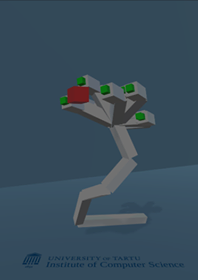 UNIVERSITY OF TARTU
Institute of Computer Science